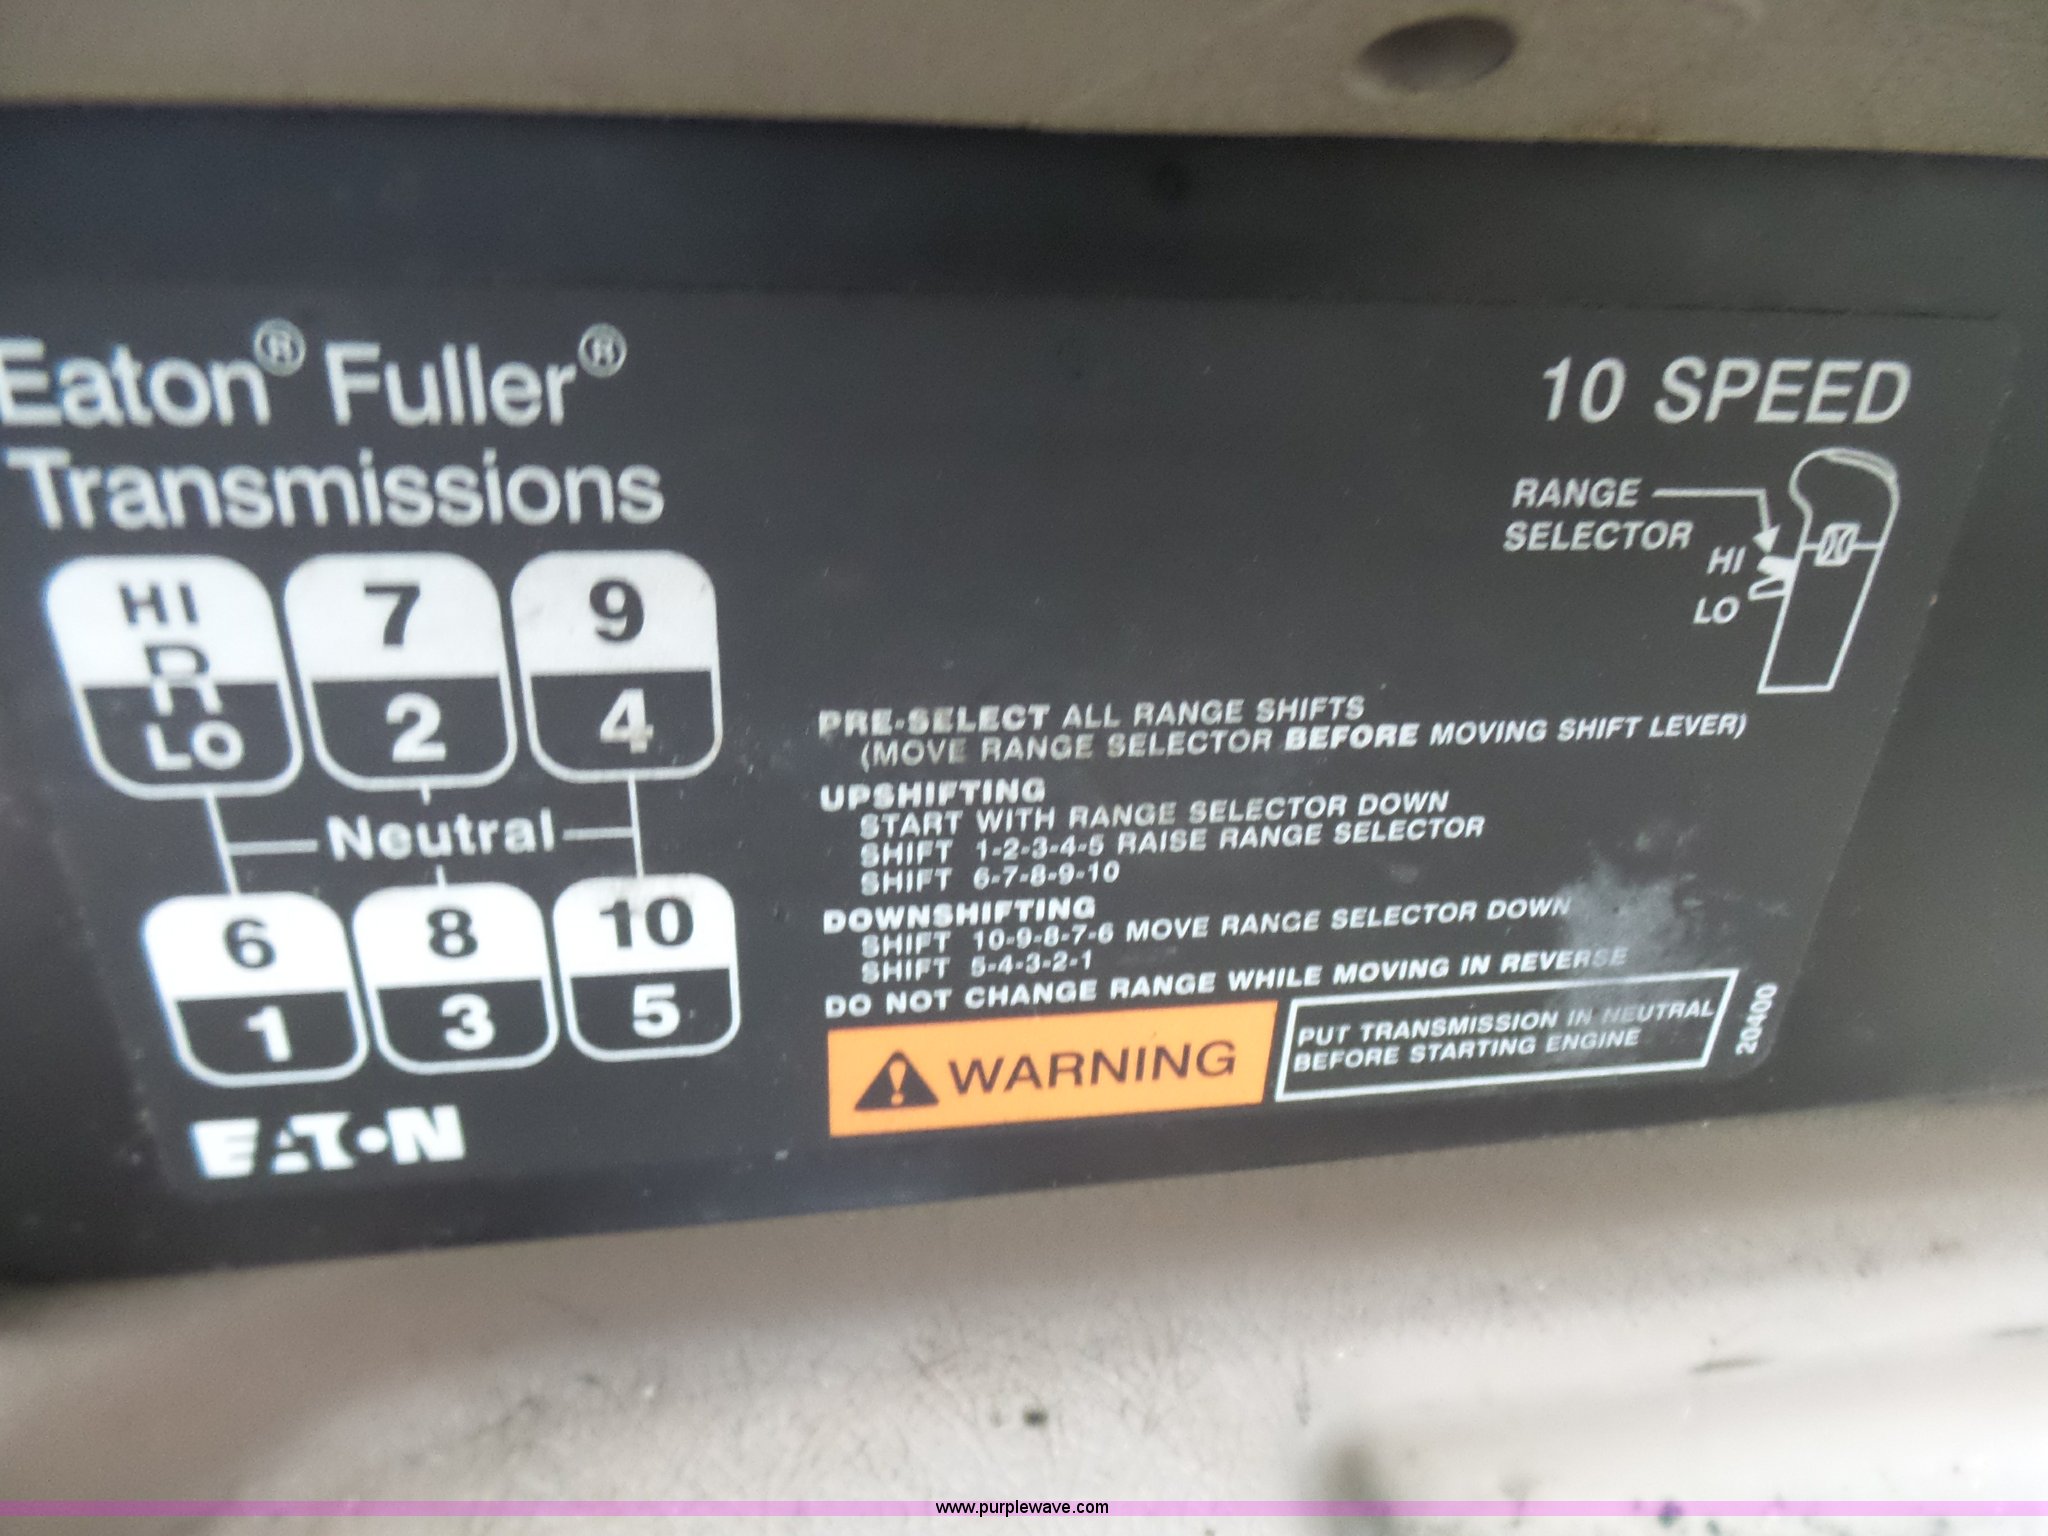 Eaton® Fuller®
Transmissions
HI
R
LO
7
2
9
4
Neutral
6
1
8
3
10
5
EATON
10 SPEED
RANGE
SELECTOR
HI
LO
PRE-SELECT ALL RANGE SHIFTS
(MOVE RANGE SELECTOR BEFORE MOVING SHIFT LEVER)
UPSHIFTING
START WITH RANGE SELECTOR DOWN
SHIFT 1-2-3-4-5 RAISE RANGE SELECTOR
SHIFT 6-7-8-9-10
DOWNSHIFTING
SHIFT 10-9-8-7-6 MOVE RANGE SELECTOR DOWN
SHIFT 5-4-3-2-1
DO NOT CHANGE RANGE WHILE MOVING IN REVERSE
WARNING
PUT TRANSMISSION IN NEUTRAL
BEFORE STARTING ENGINE
20400
www.purplewave.com